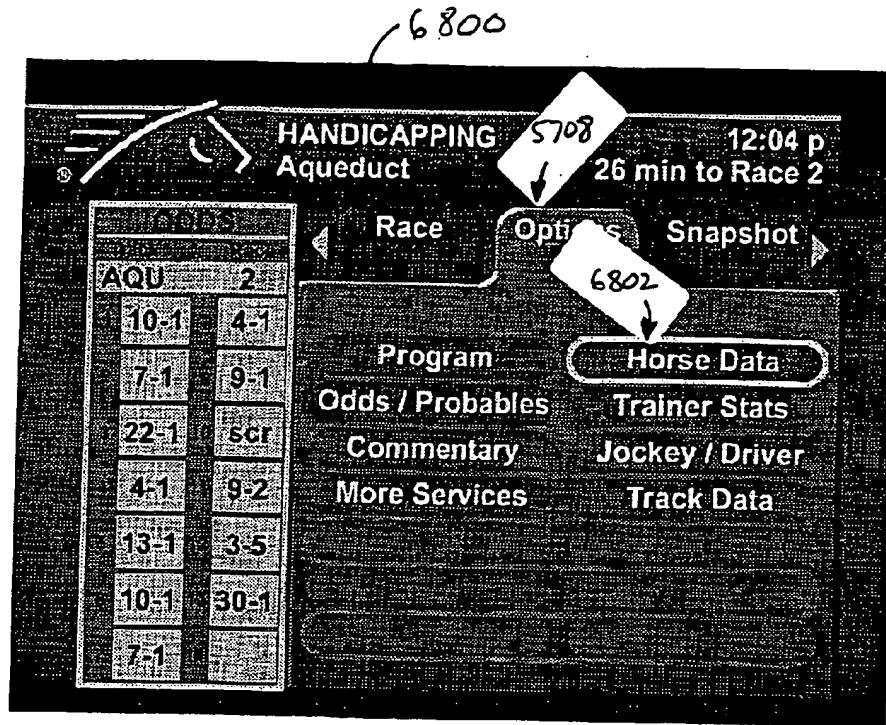 6800
HANDICAPPING
Aqueduct
5708
12:04 p
26 min to Race 2
®
ODDS
AQU 2
10-1 4-1
7-1 9-1
22-1 scr
4-1 9-2
13-1 3-5
10-1 30-1
7-1
Race
Snapshot
6802
Program
Odds / Probables
Commentary
More Services
Horse Data
Trainer Stats
Jockey / Driver
Track Data